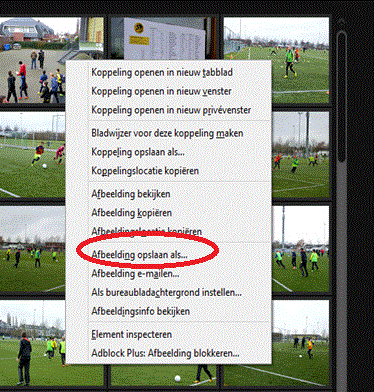 Koppeling openen in nieuw tabblad
Koppeling openen in nieuw venster
Koppeling openen in nieuw privévenster
Bladwijzer voor deze koppeling maken
Koppeling opslaan als...
Koppelingslocatie kopiëren
Afbeelding bekijken
Afbeelding kopiëren
Afbeeldingslocatie kopiëren
Afbeelding opslaan als...
Afbeelding e-mailen...
Als bureaubladachtergrond instellen...
Afbeeldingsinfo bekijken
Element inspecteren
Adblock Plus: Afbeelding blokkeren...